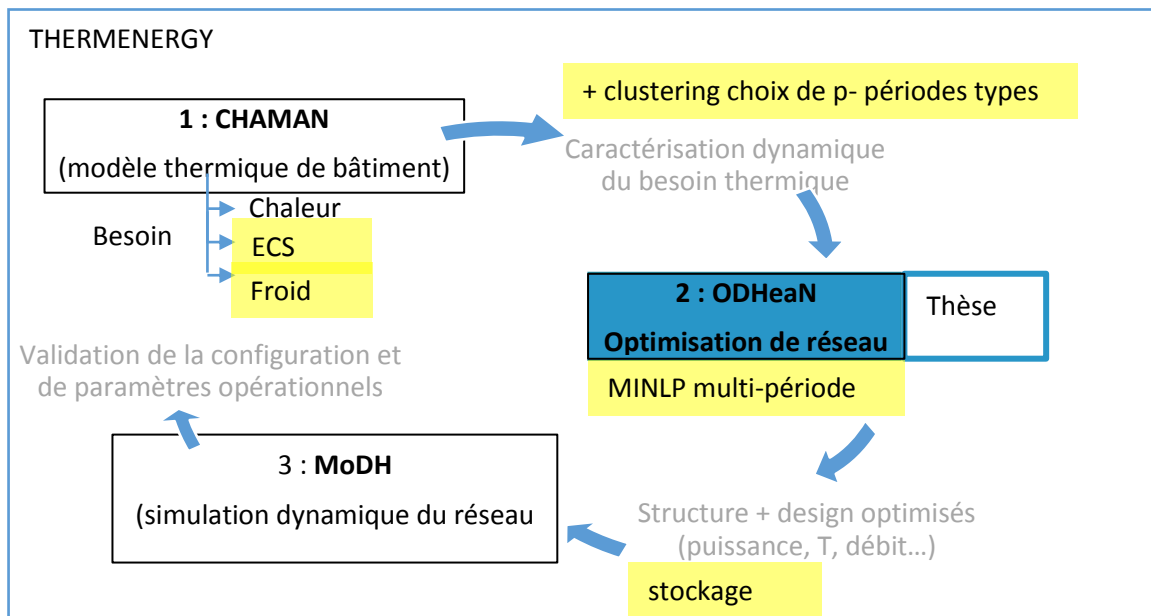 THERMENERGY
+ clustering choix de p- périodes types
1 : CHAMAN
(modèle thermique de bâtiment)
Caractérisation dynamique
du besoin thermique
Besoin
Chaleur
ECS
Froid
2 : ODHeaN
Optimisation de réseau
Thèse
MINLP multi-période
Validation de la configuration et
de paramètres opérationnels
3 : MoDH
(simulation dynamique du réseau
Structure + design optimisés
(puissance, T, débit...)
stockage